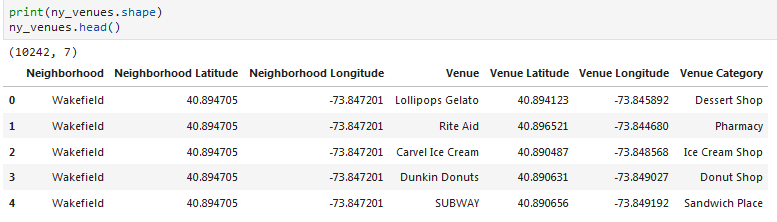 print(ny_venues.shape)
ny_venues.head()
(10242, 7)
Neighborhood Neighborhood Latitude Neighborhood Longitude Venue Venue Latitude Venue Longitude Venue Category
0 Wakefield 40.894705 -73.847201 Lollipops Gelato 40.894123 -73.845892 Dessert Shop
1 Wakefield 40.894705 -73.847201 Rite Aid 40.896521 -73.844680 Pharmacy
2 Wakefield 40.894705 -73.847201 Carvel Ice Cream 40.890487 -73.848568 Ice Cream Shop
3 Wakefield 40.894705 -73.847201 Dunkin Donuts 40.890631 -73.849027 Donut Shop
4 Wakefield 40.894705 -73.847201 SUBWAY 40.890656 -73.849192 Sandwich Place